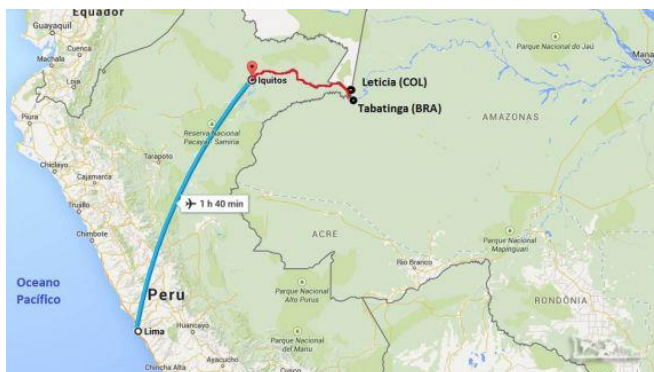 Equador
Guayaquil
Cuenca
Machala
Loja
Parque Nacional do Jaú
Mana
Iquitos
Leticia (COL)
Tabatinga (BRA)
AMAZONAS
Piura
Reserva Nacional
Pacaya Samiria
Tarapoto
Chiclayo
Cajamarca
Trujillo
1 h 40 min
Chimbote
ACRE
Parque Nacional
Mapinguari
Rio Branco
Oceano
Pacífico
Peru
Parque Nacional
Alto Purus
RONDÔNIA
Lima
Huancayo
Parque Nacional
del Manu
Ayacucho
Chincha Alta
Cusco